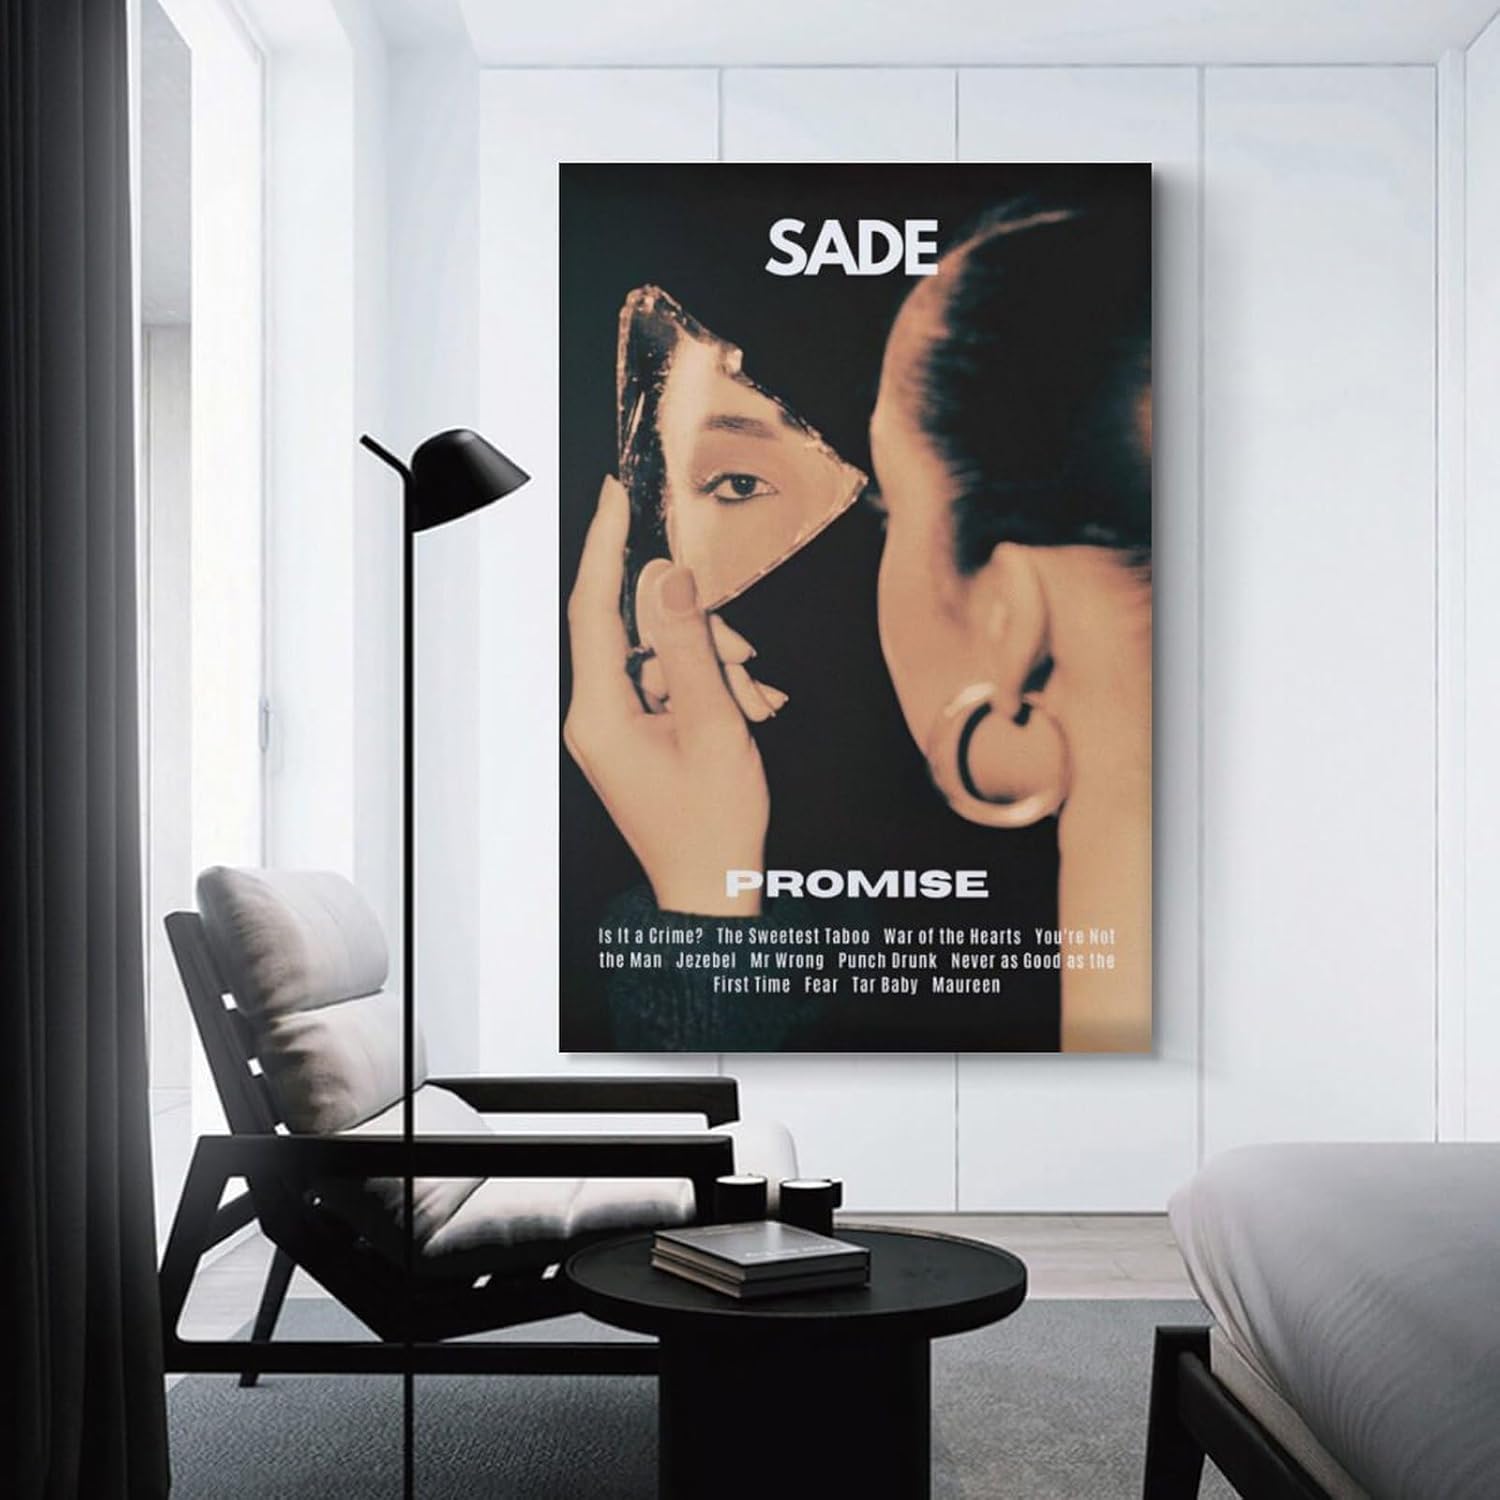 SADE
PROMISE
Is It a Crime? The Sweetest Taboo War of the Hearts You're Not
the Man Jezebel Mr Wrong Punch Drunk Never as Good as the
First Time Fear Tar Baby Maureen